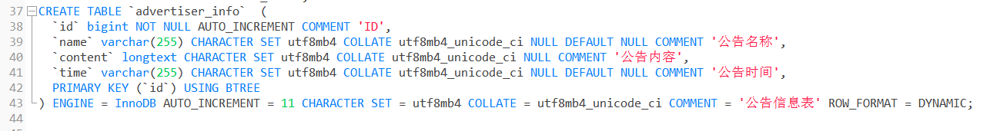 37 CREATE TABLE `advertiser_info`  (
38   `id` bigint NOT NULL AUTO_INCREMENT COMMENT 'ID',
39   `name` varchar(255) CHARACTER SET utf8mb4 COLLATE utf8mb4_unicode_ci NULL DEFAULT NULL COMMENT '公告名称',
40   `content` longtext CHARACTER SET utf8mb4 COLLATE utf8mb4_unicode_ci NULL COMMENT '公告内容',
41   `time` varchar(255) CHARACTER SET utf8mb4 COLLATE utf8mb4_unicode_ci NULL DEFAULT NULL COMMENT '公告时间',
42   PRIMARY KEY (`id`) USING BTREE
43 ) ENGINE = InnoDB AUTO_INCREMENT = 11 CHARACTER SET = utf8mb4 COLLATE = utf8mb4_unicode_ci COMMENT = '公告信息表' ROW_FORMAT = DYNAMIC;
44